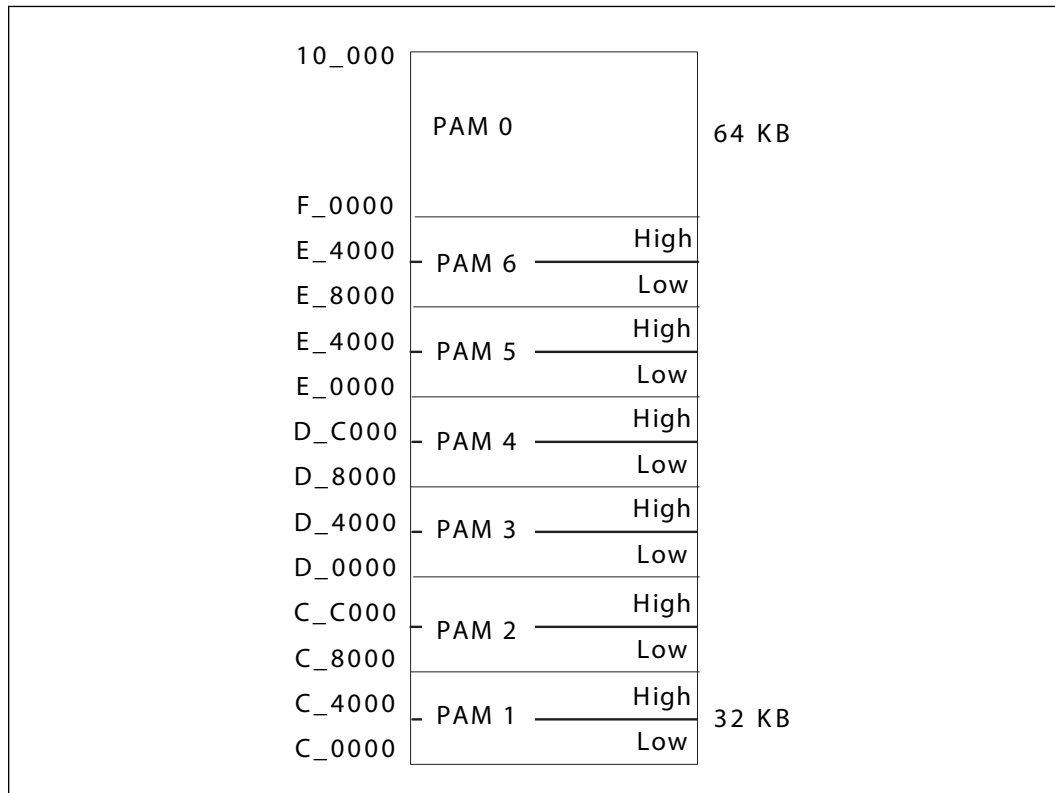 10_000
PAM 0
64 KB
F_0000
High
E_4000
PAM 6
Low
E_8000
High
E_4000
PAM 5
Low
E_0000
High
D_C000
PAM 4
Low
D_8000
High
D_4000
PAM 3
Low
D_0000
High
C_C000
PAM 2
Low
C_8000
High
C_4000
PAM 1
32 KB
Low
C_0000